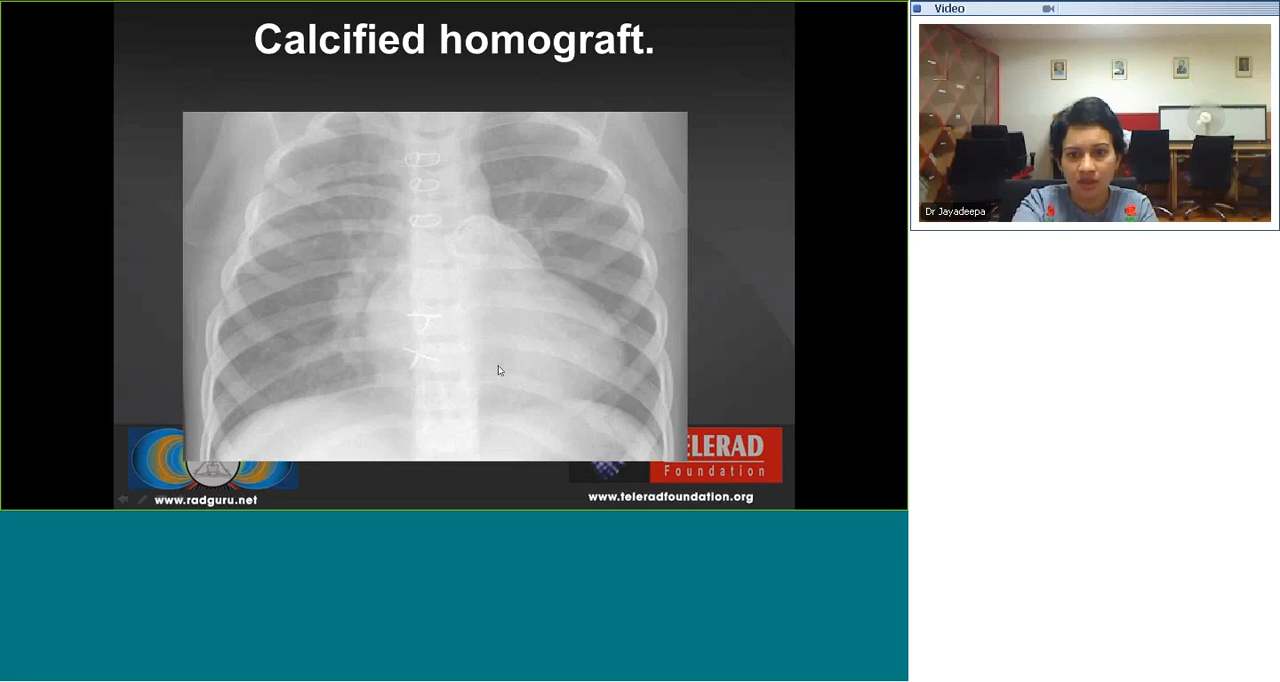 Calcified homograft.
Video
Dr Jayadeepa
ELERAD
Foundation
www.radguru.net
www.teleradfoundation.org